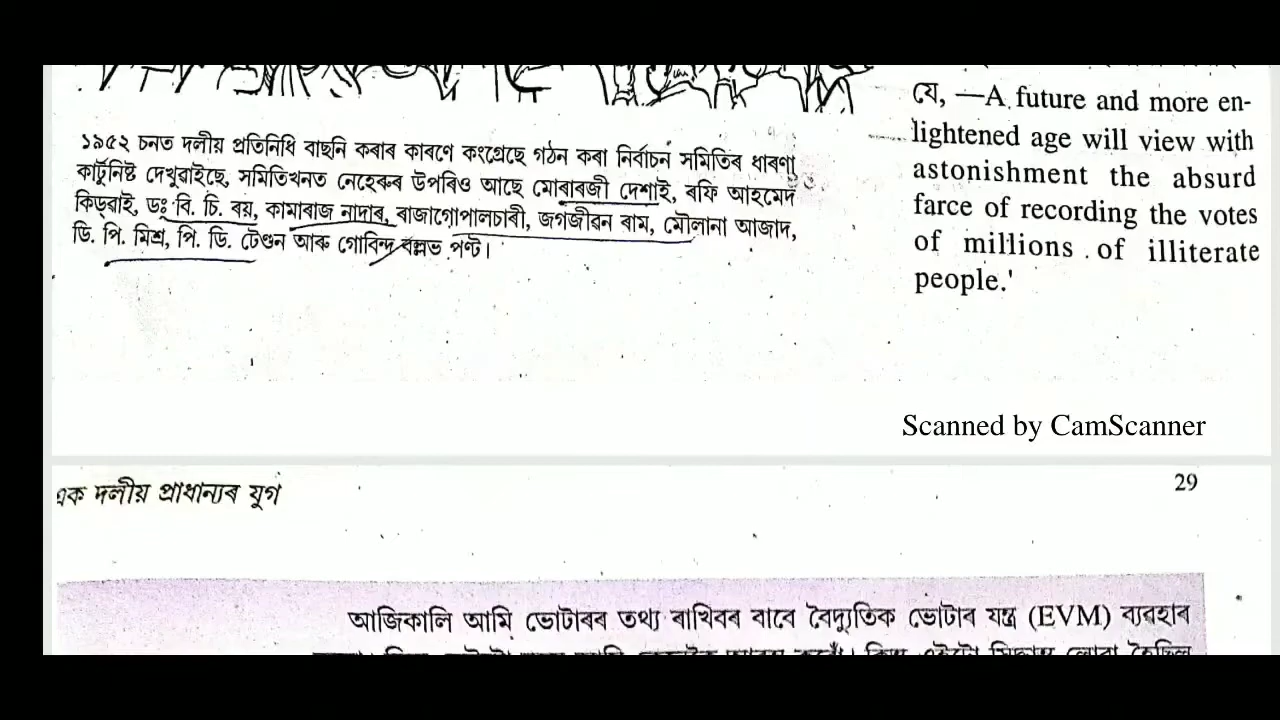 ১৯৫২ চনত দলীয় প্ৰতিনিধি বাছনি কৰাৰ কাৰণে কংগ্ৰেছে গঠন কৰা নিৰ্বাচন সমিতিৰ ধাৰণা
কাৰ্টুনিষ্ট দেখুৱাইছে, সমিতিখনত নেহেৰুৰ উপৰিও আছে মোৰাৰজী দেশাই, ৰফি আহমেদ
কিড্‌ৱাই, ডঃ বি. চি. ৰয়, কামাৰাজ নাদাৰ, ৰাজাগোপালচাৰী, জগজীৱন ৰাম, মৌলানা আজাদ,
ডি. পি. মিশ্ৰ, পি. ডি. টেণ্ডন আৰু গোবিন্দ বল্লভ পণ্ট।
যে, —A future and more en-
lightened age will view with
astonishment the absurd
farce of recording the votes
of millions of illiterate
people.'
Scanned by CamScanner
এক দলীয় প্ৰাধান্যৰ যুগ
29
আজিকালি আমি ভোটাৰৰ তথ্য ৰাখিবৰ বাবে বৈদ্যুতিক ভোটাৰ যন্ত্ৰ (EVM) ব্যৱহাৰ